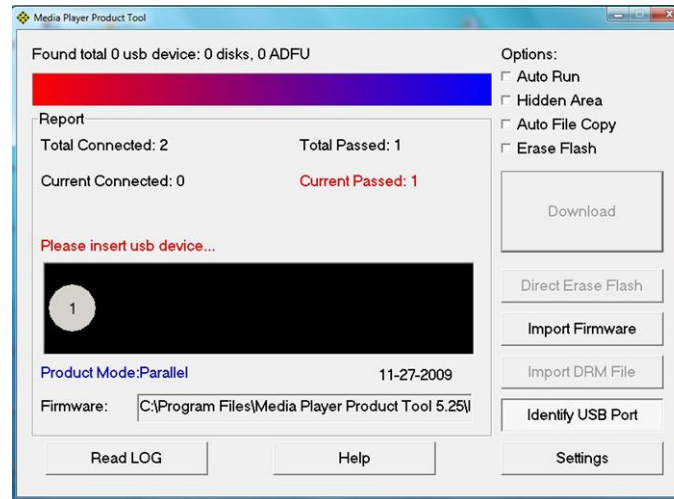 Media Player Product Tool
Found total 0 usb device: 0 disks, 0 ADFU
Options:
Auto Run
Hidden Area
Auto File Copy
Erase Flash
Report
Total Connected: 2
Total Passed: 1
Current Connected: 0
Current Passed: 1
Download
Please insert usb device...
1
Direct Erase Flash
Import Firmware
Product Mode:Parallel
11-27-2009
Import DRM File
Firmware:
C:\Program Files\Media Player Product Tool 5.25\I
Identify USB Port
Read LOG
Help
Settings